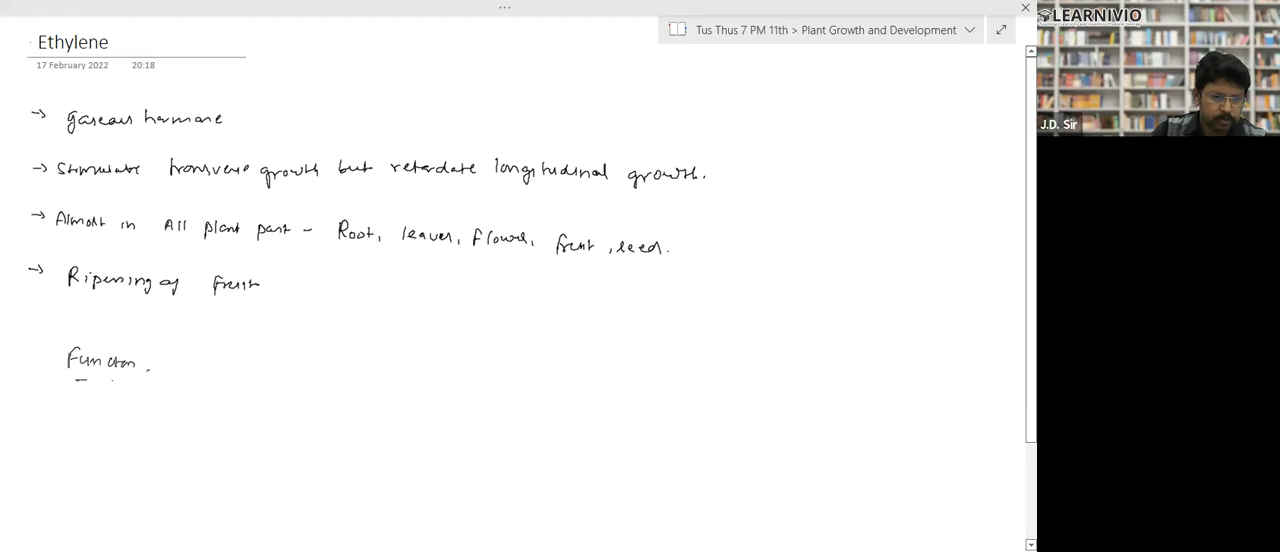 Ethylene
17 February 2022 20:18
Tus Thus 7 PM 11th > Plant Growth and Development
LEARNIVIO
J.D. Sir
→ gaseous hormone
→ Stimulate transverse growth but retardate longitudinal growth.
→ Almost in All plant part - Root, leaves, flower, fruit, seed.
→ Ripening of fruit
Function